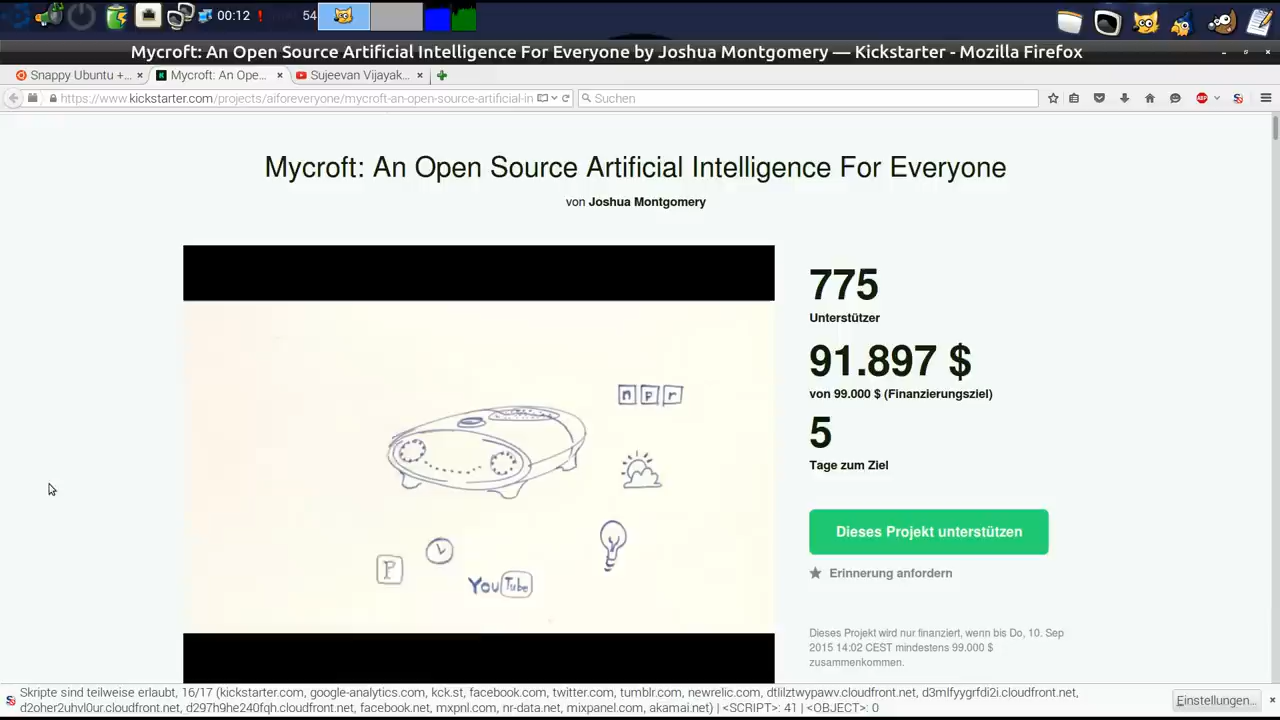 00:12
54
Mycroft: An Open Source Artificial Intelligence For Everyone by Joshua Montgomery — Kickstarter - Mozilla Firefox
Snappy Ubuntu +... Mycroft: An Ope... Sujeevan Vijayak...
https://www.kickstarter.com/projects/aiforeveryone/mycroft-an-open-source-artificial-in Suchen
Mycroft: An Open Source Artificial Intelligence For Everyone
von Joshua Montgomery
775
Unterstützer
91.897 $
von 99.000 $ (Finanzierungsziel)
5
Tage zum Ziel
Dieses Projekt unterstützen
Erinnerung anfordern
Dieses Projekt wird nur finanziert, wenn bis Do, 10. Sep
2015 14:02 CEST mindestens 99.000 $
zusammenkommen.
n p r
P
YouTube
Skripte sind teilweise erlaubt, 16/17 (kickstarter.com, google-analytics.com, kck.st, facebook.com, twitter.com, tumblr.com, newrelic.com, dtlilztwypawv.cloudfront.net, d3mlfyygrfdi2i.cloudfront.net,
d2oher2uhvl0ur.cloudfront.net, d297h9he240fqh.cloudfront.net, facebook.net, mxpnl.com, nr-data.net, mixpanel.com, akamai.net) | <SCRIPT>: 41 | <OBJECT>: 0
Einstellungen...